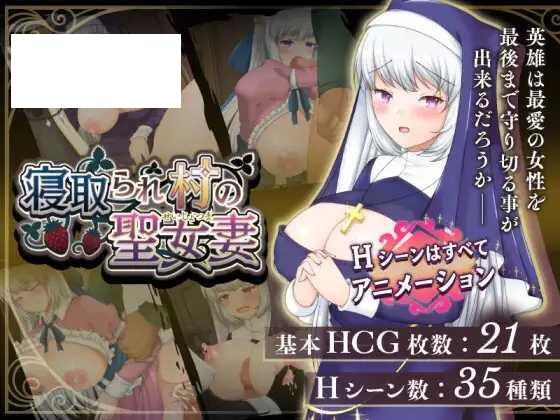 英雄は最愛の女性を
最後まで守り切る事が
出来るだろうか――
寝取られ村の
せいじょづま
聖女妻
Hシーンはすべて
アニメーション
基本HCG枚数：21枚
Hシーン数：35種類